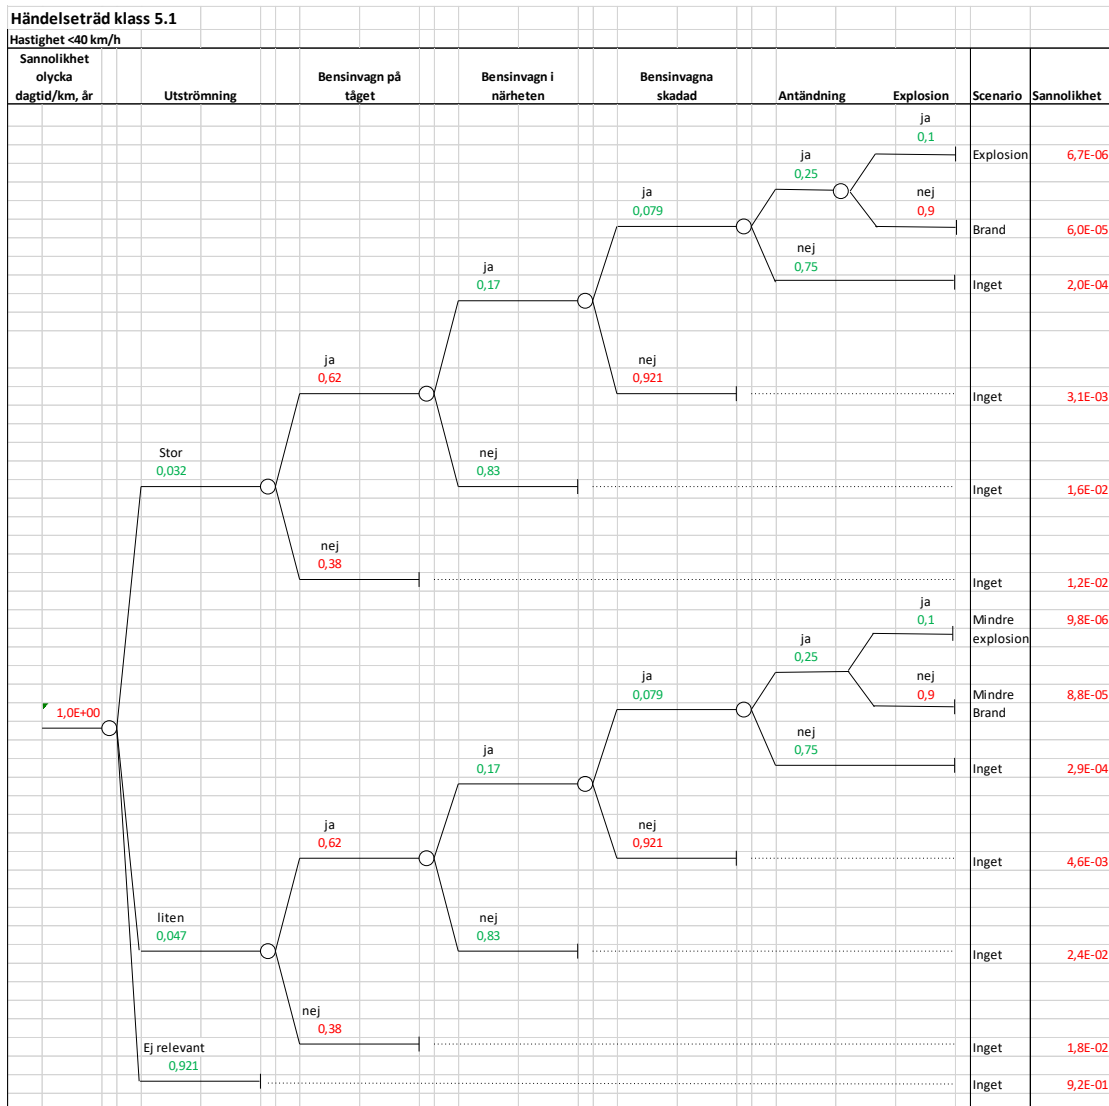 Händelseträd klass 5.1
Hastighet <40 km/h
Sannolikhet
olycka
dagtid/km, år
Utströmning
Bensinvagn på
tåget
Bensinvagn i
närheten
Bensinvagna
skadad
Antändning
Explosion
Scenario
Sannolikhet
ja
0,1
Explosion 6,7E-06
ja
0,25
nej
0,9
Brand 6,0E-05
ja
0,079
nej
0,75
Inget 2,0E-04
ja
0,17
nej
0,921
Inget 3,1E-03
ja
0,62
nej
0,83
Inget 1,6E-02
Stor
0,032
nej
0,38
Inget 1,2E-02
ja
0,1
Mindre 9,8E-06
explosion
ja
0,25
nej
0,9
Mindre 8,8E-05
Brand
ja
0,079
1,0E+00
nej
0,75
Inget 2,9E-04
ja
0,17
nej
0,921
Inget 4,6E-03
ja
0,62
nej
0,83
Inget 2,4E-02
liten
0,047
nej
0,38
Inget 1,8E-02
Ej relevant
0,921
Inget 9,2E-01